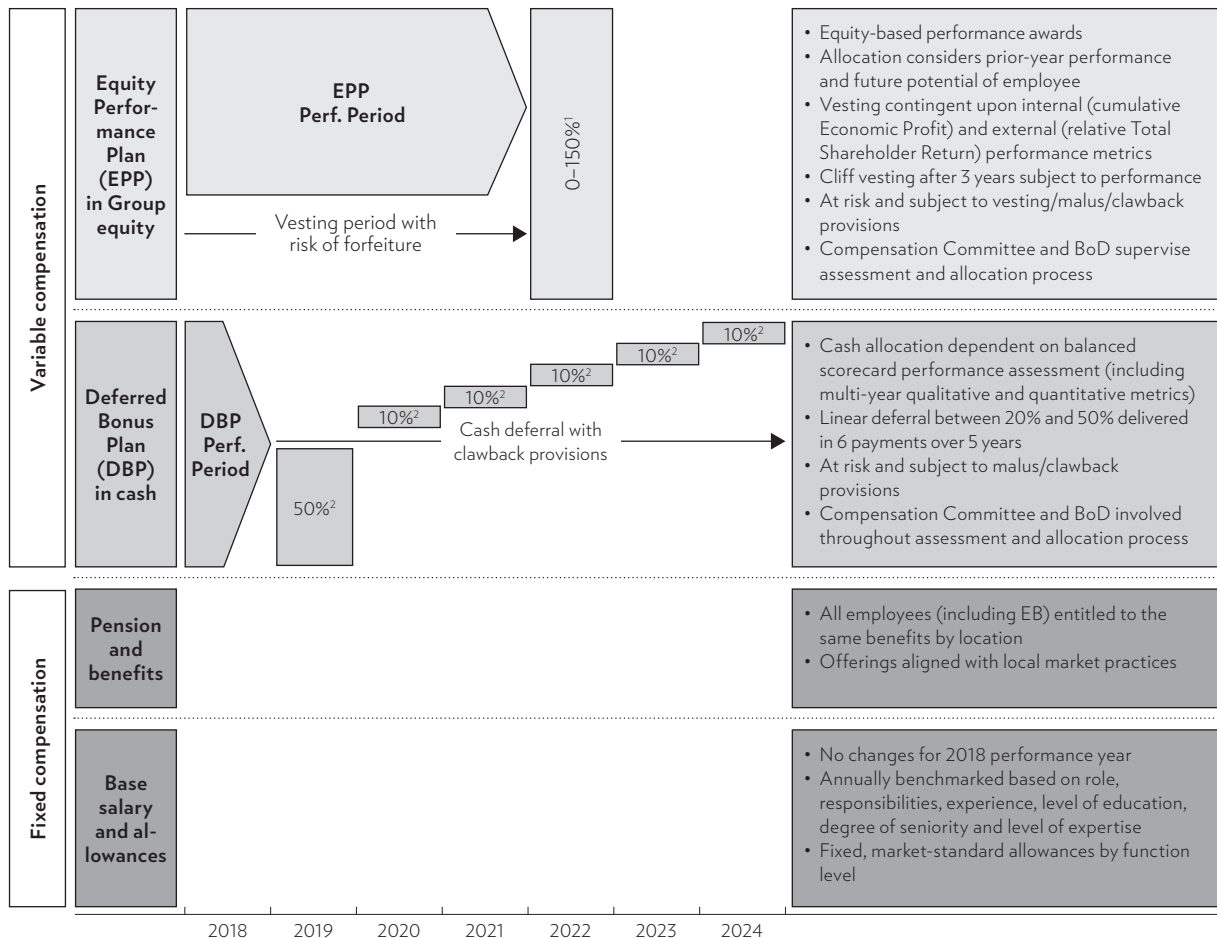 Variable compensation
Equity
Perfor-
mance
Plan
(EPP)
in Group
equity
EPP
Perf. Period
Vesting period with
risk of forfeiture
0–150%¹
• Equity-based performance awards
• Allocation considers prior-year performance
and future potential of employee
• Vesting contingent upon internal (cumulative
Economic Profit) and external (relative Total
Shareholder Return) performance metrics
• Cliff vesting after 3 years subject to performance
• At risk and subject to vesting/malus/clawback
provisions
• Compensation Committee and BoD supervise
assessment and allocation process
Deferred
Bonus
Plan
(DBP)
in cash
DBP
Perf.
Period
50%²
10%²
10%²
10%²
10%²
10%²
Cash deferral with
clawback provisions
• Cash allocation dependent on balanced
scorecard performance assessment (including
multi-year qualitative and quantitative metrics)
• Linear deferral between 20% and 50% delivered
in 6 payments over 5 years
• At risk and subject to malus/clawback
provisions
• Compensation Committee and BoD involved
throughout assessment and allocation process
Fixed compensation
Pension
and
benefits
• All employees (including EB) entitled to the
same benefits by location
• Offerings aligned with local market practices
Base
salary
and al-
lowances
• No changes for 2018 performance year
• Annually benchmarked based on role,
responsibilities, experience, level of education,
degree of seniority and level of expertise
• Fixed, market-standard allowances by function
level
2018
2019
2020
2021
2022
2023
2024